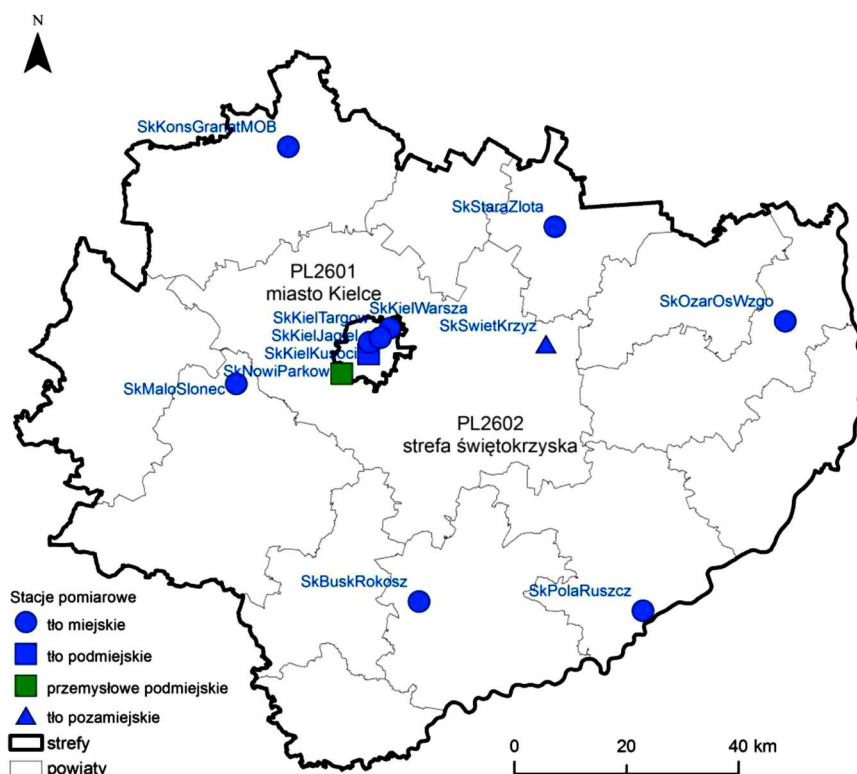 N
SkKonsGranatMOB
SkStaraZlota
PL2601
miasto Kielce
SkKielWarsza
SkKielTargow
SkOzarOsWzgo
SkKielJagiel
SkSwietKrzyz
SkKielKusoci
SkNowiParkow
SkMaloSlonec
PL2602
strefa świętokrzyska
SkBuskRokosz
SkPolaRuszcz
Stacje pomiarowe
tło miejskie
tło podmiejskie
przemysłowe podmiejskie
tło pozamiejskie
strefy
powiaty
0 20 40 km